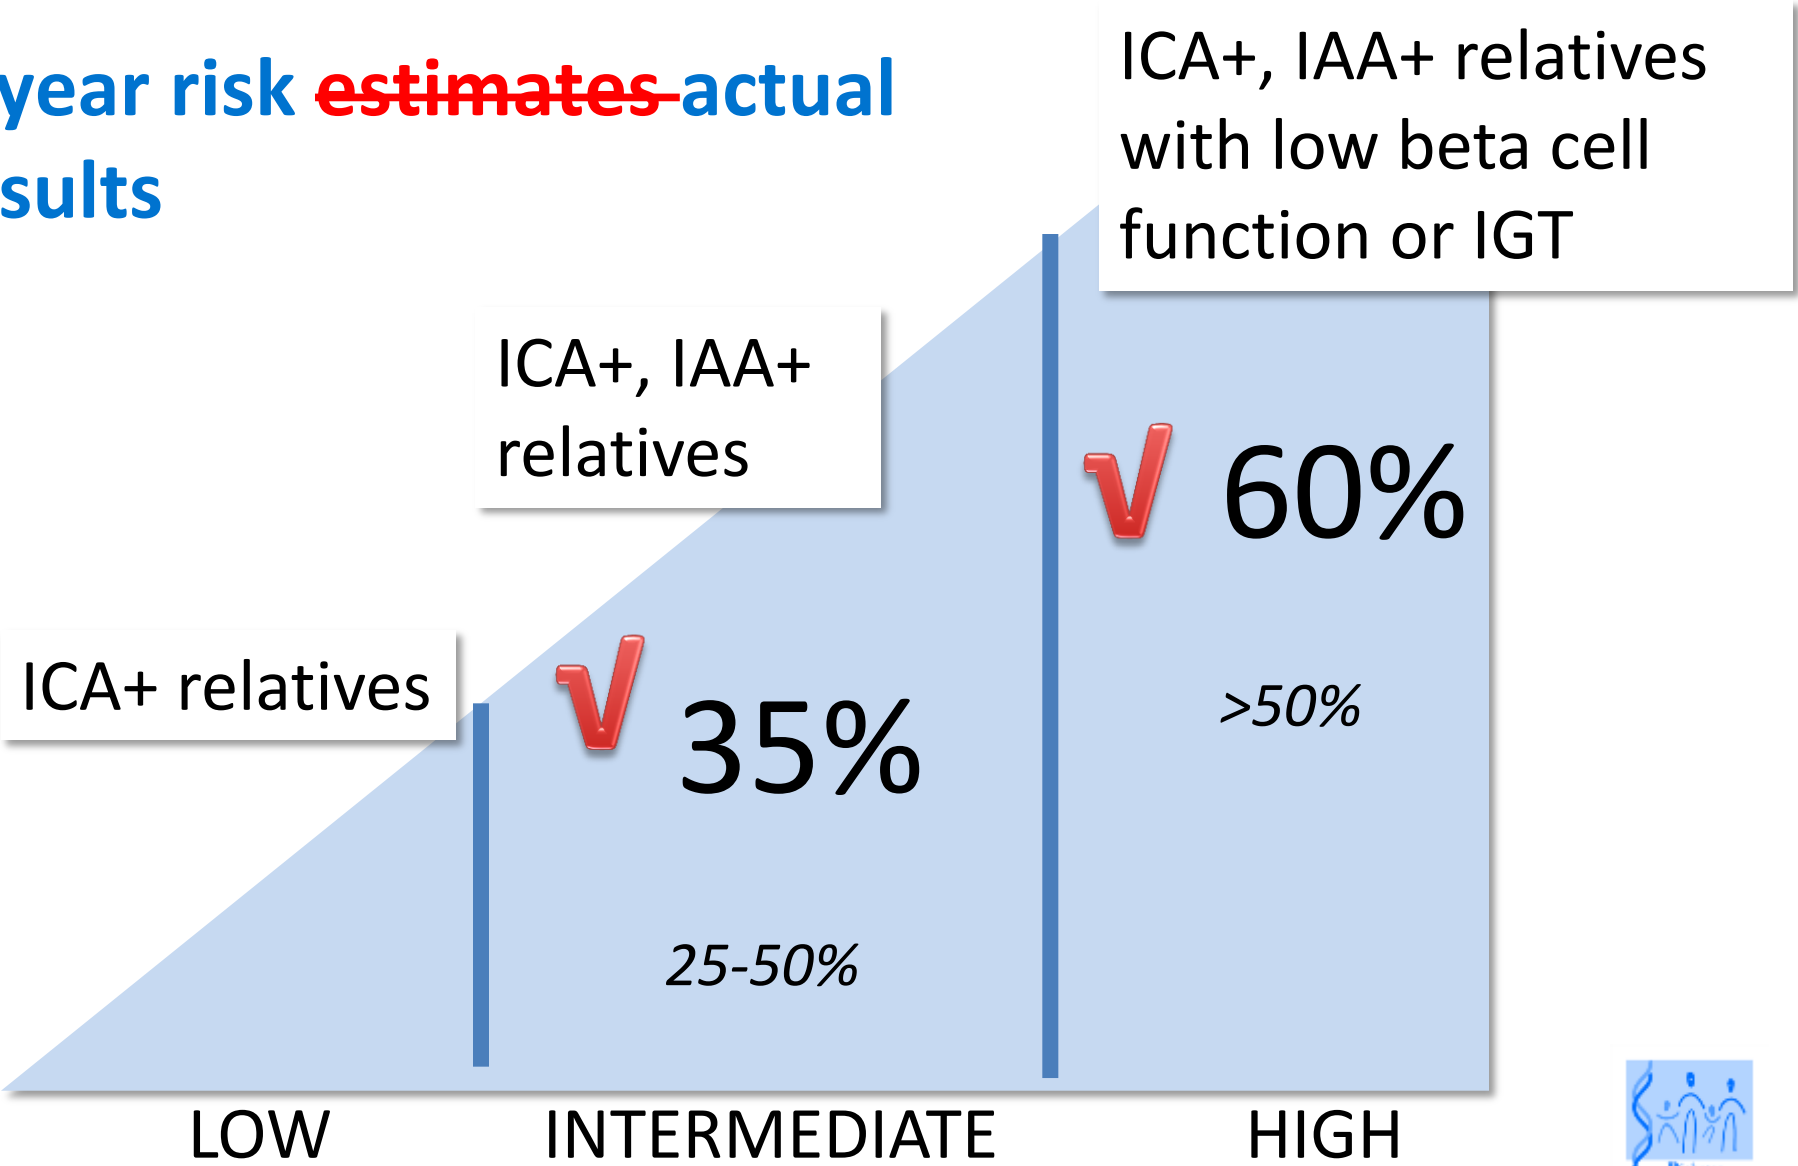 year risk estimates actual
sults
ICA+, IAA+ relatives
with low beta cell
function or IGT
ICA+, IAA+
relatives
√ 60%
ICA+ relatives
√ 35%
>50%
25-50%
LOW INTERMEDIATE HIGH